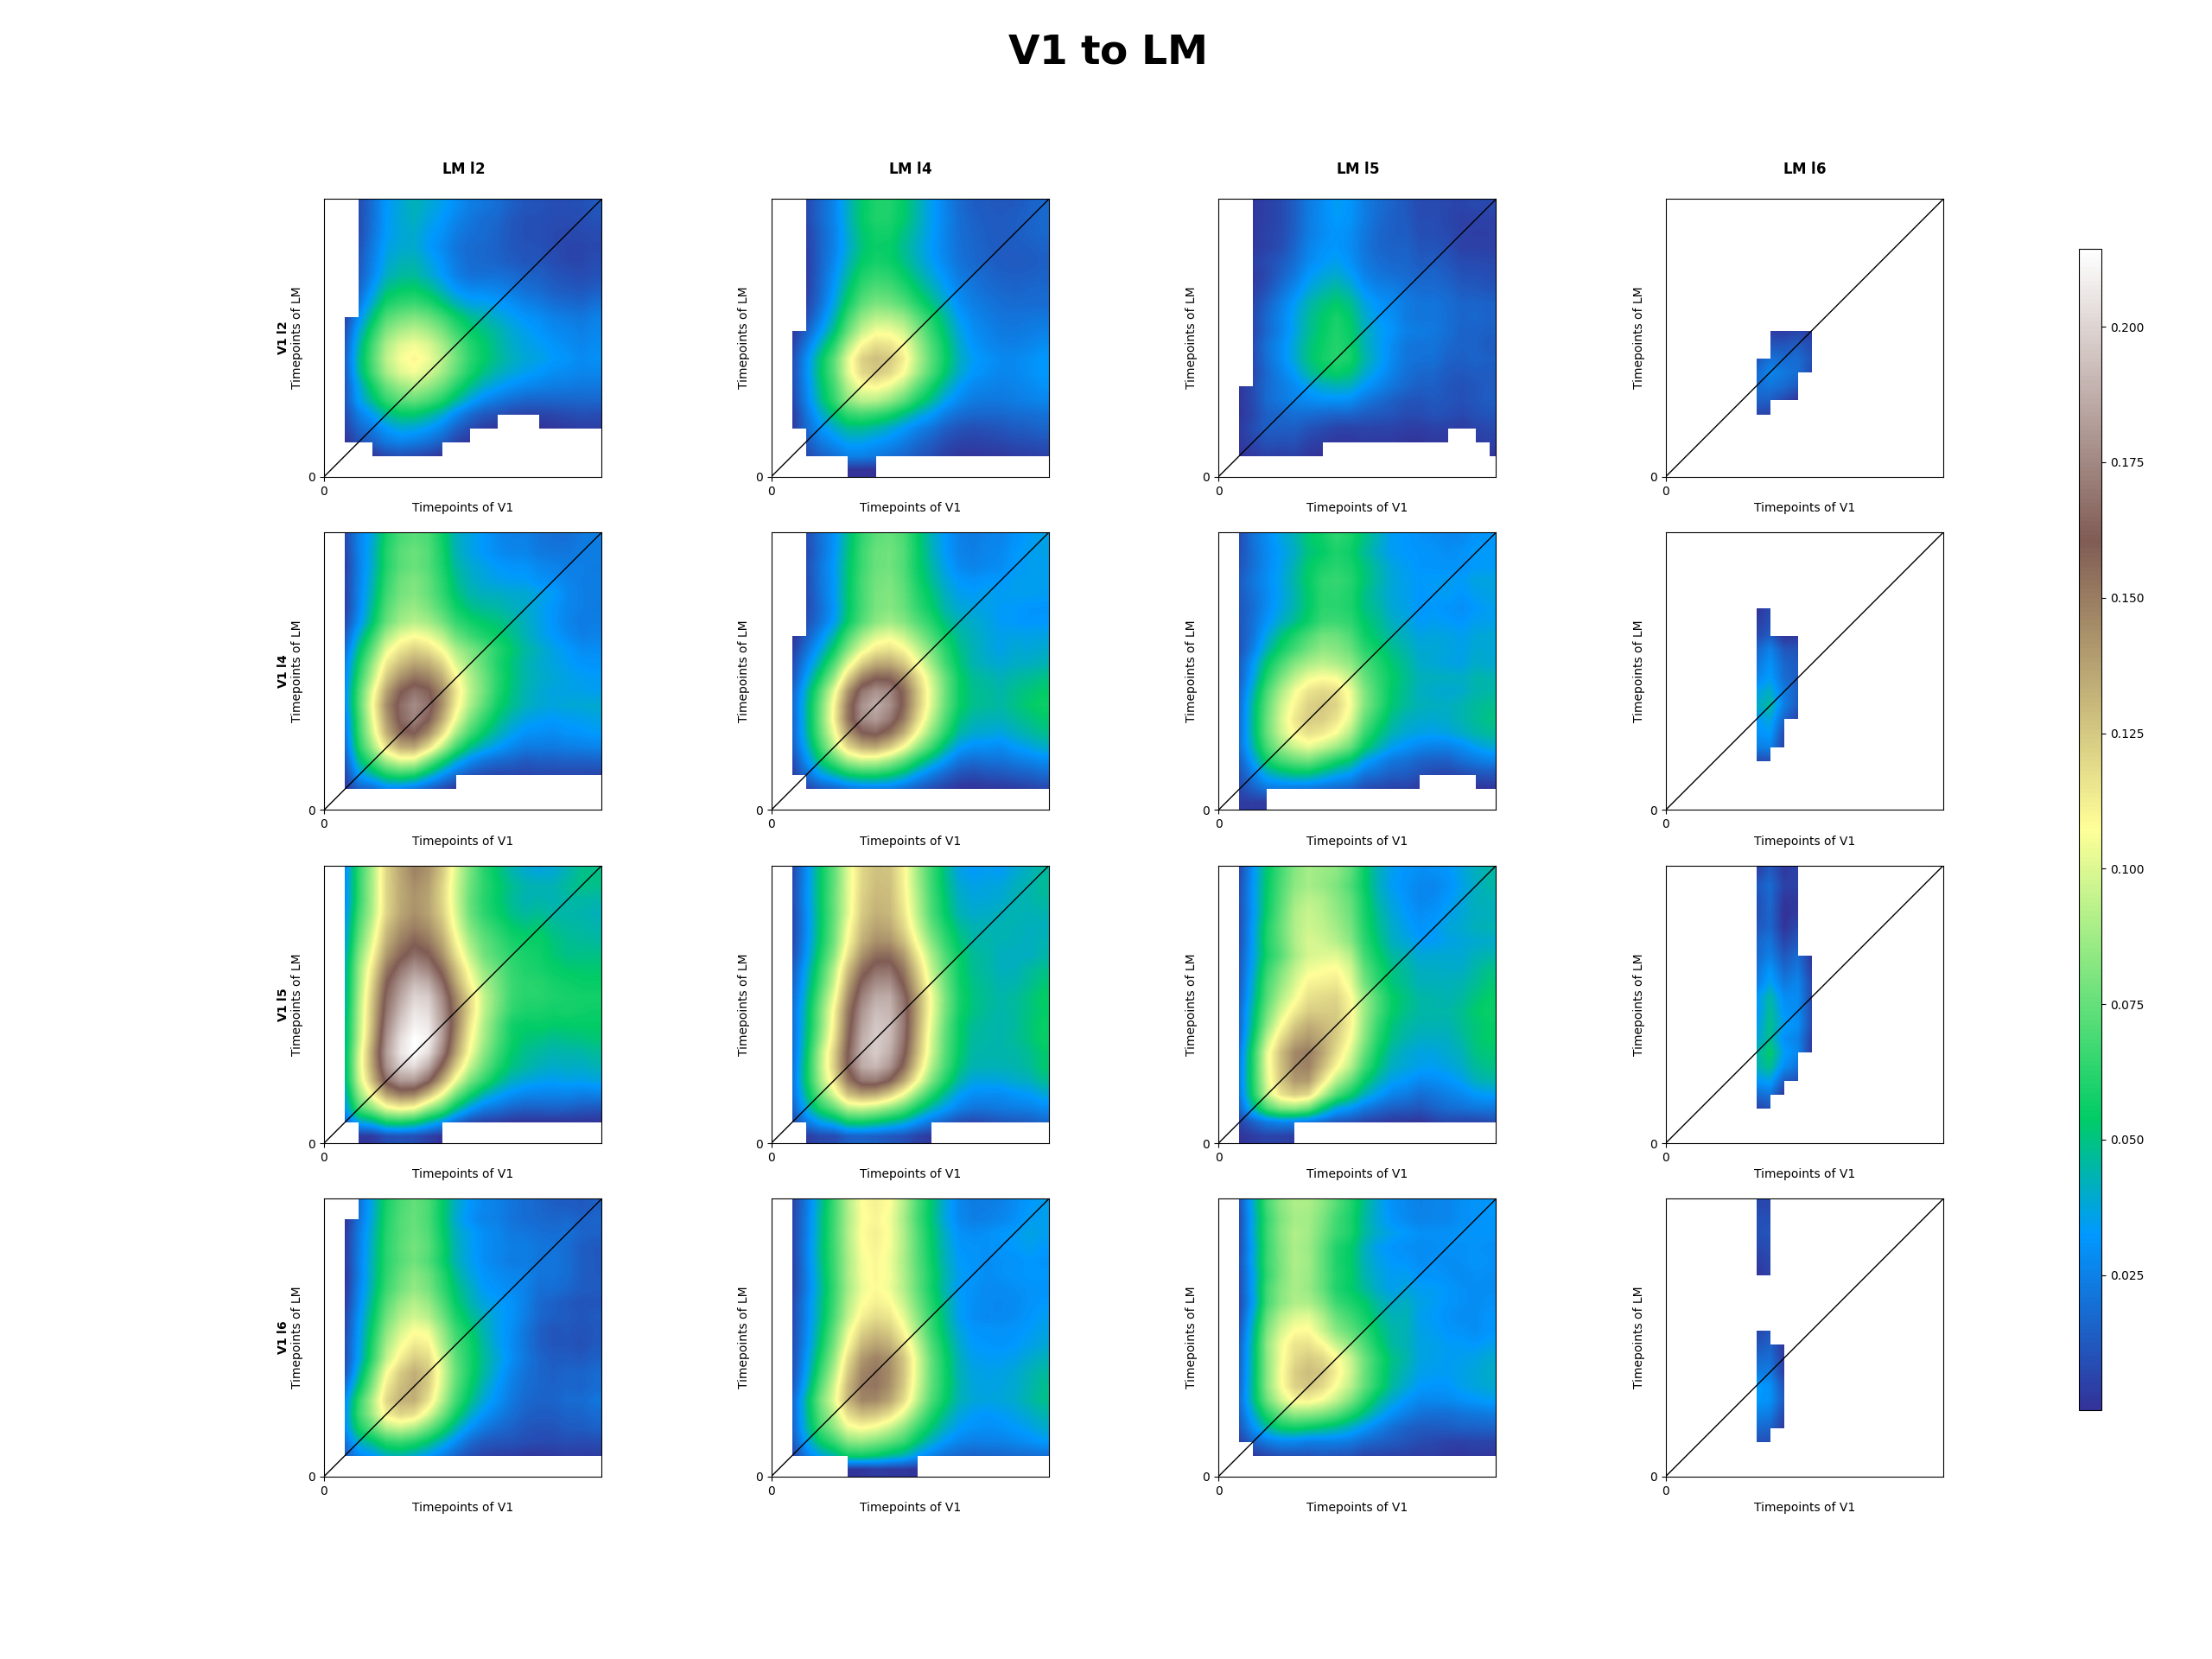 V1 to LM
LM l2 LM l4 LM l5 LM l6
V1 l2
Timepoints of LM Timepoints of LM Timepoints of LM Timepoints of LM
0 0 0 0
0 0 0 0
Timepoints of V1 Timepoints of V1 Timepoints of V1 Timepoints of V1
V1 l4
Timepoints of LM Timepoints of LM Timepoints of LM Timepoints of LM
0 0 0 0
0 0 0 0
Timepoints of V1 Timepoints of V1 Timepoints of V1 Timepoints of V1
V1 l5
Timepoints of LM Timepoints of LM Timepoints of LM Timepoints of LM
0 0 0 0
0 0 0 0
Timepoints of V1 Timepoints of V1 Timepoints of V1 Timepoints of V1
V1 l6
Timepoints of LM Timepoints of LM Timepoints of LM Timepoints of LM
0 0 0 0
0 0 0 0
Timepoints of V1 Timepoints of V1 Timepoints of V1 Timepoints of V1
0.200
0.175
0.150
0.125
0.100
0.075
0.050
0.025